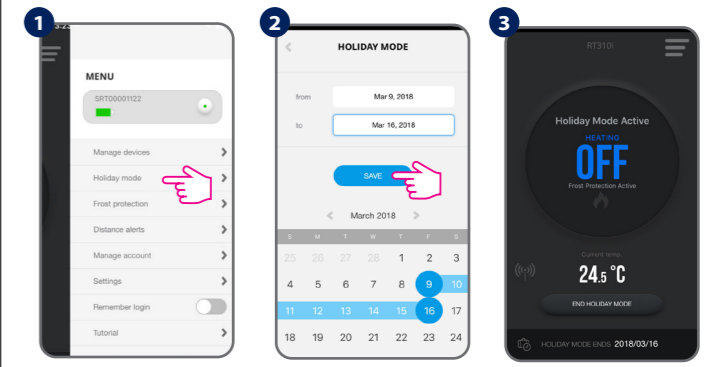 1
MENU
SRT00001122
Manage devices
Holiday mode
Frost protection
Distance alerts
Manage account
Settings
Remember login
Tutorial
2
HOLIDAY MODE
from Mar 9, 2018
to Mar 16, 2018
SAVE
March 2018
S M T W T F S
25 26 27 28 1 2 3
4 5 6 7 8 9 10
11 12 13 14 15 16 17
18 19 20 21 22 23 24
3
RT310i
Holiday Mode Active
HEATING
OFF
Frost Protection Active
Current temp.
24.5 °C
END HOLIDAY MODE
HOLIDAY MODE ENDS 2018/03/16